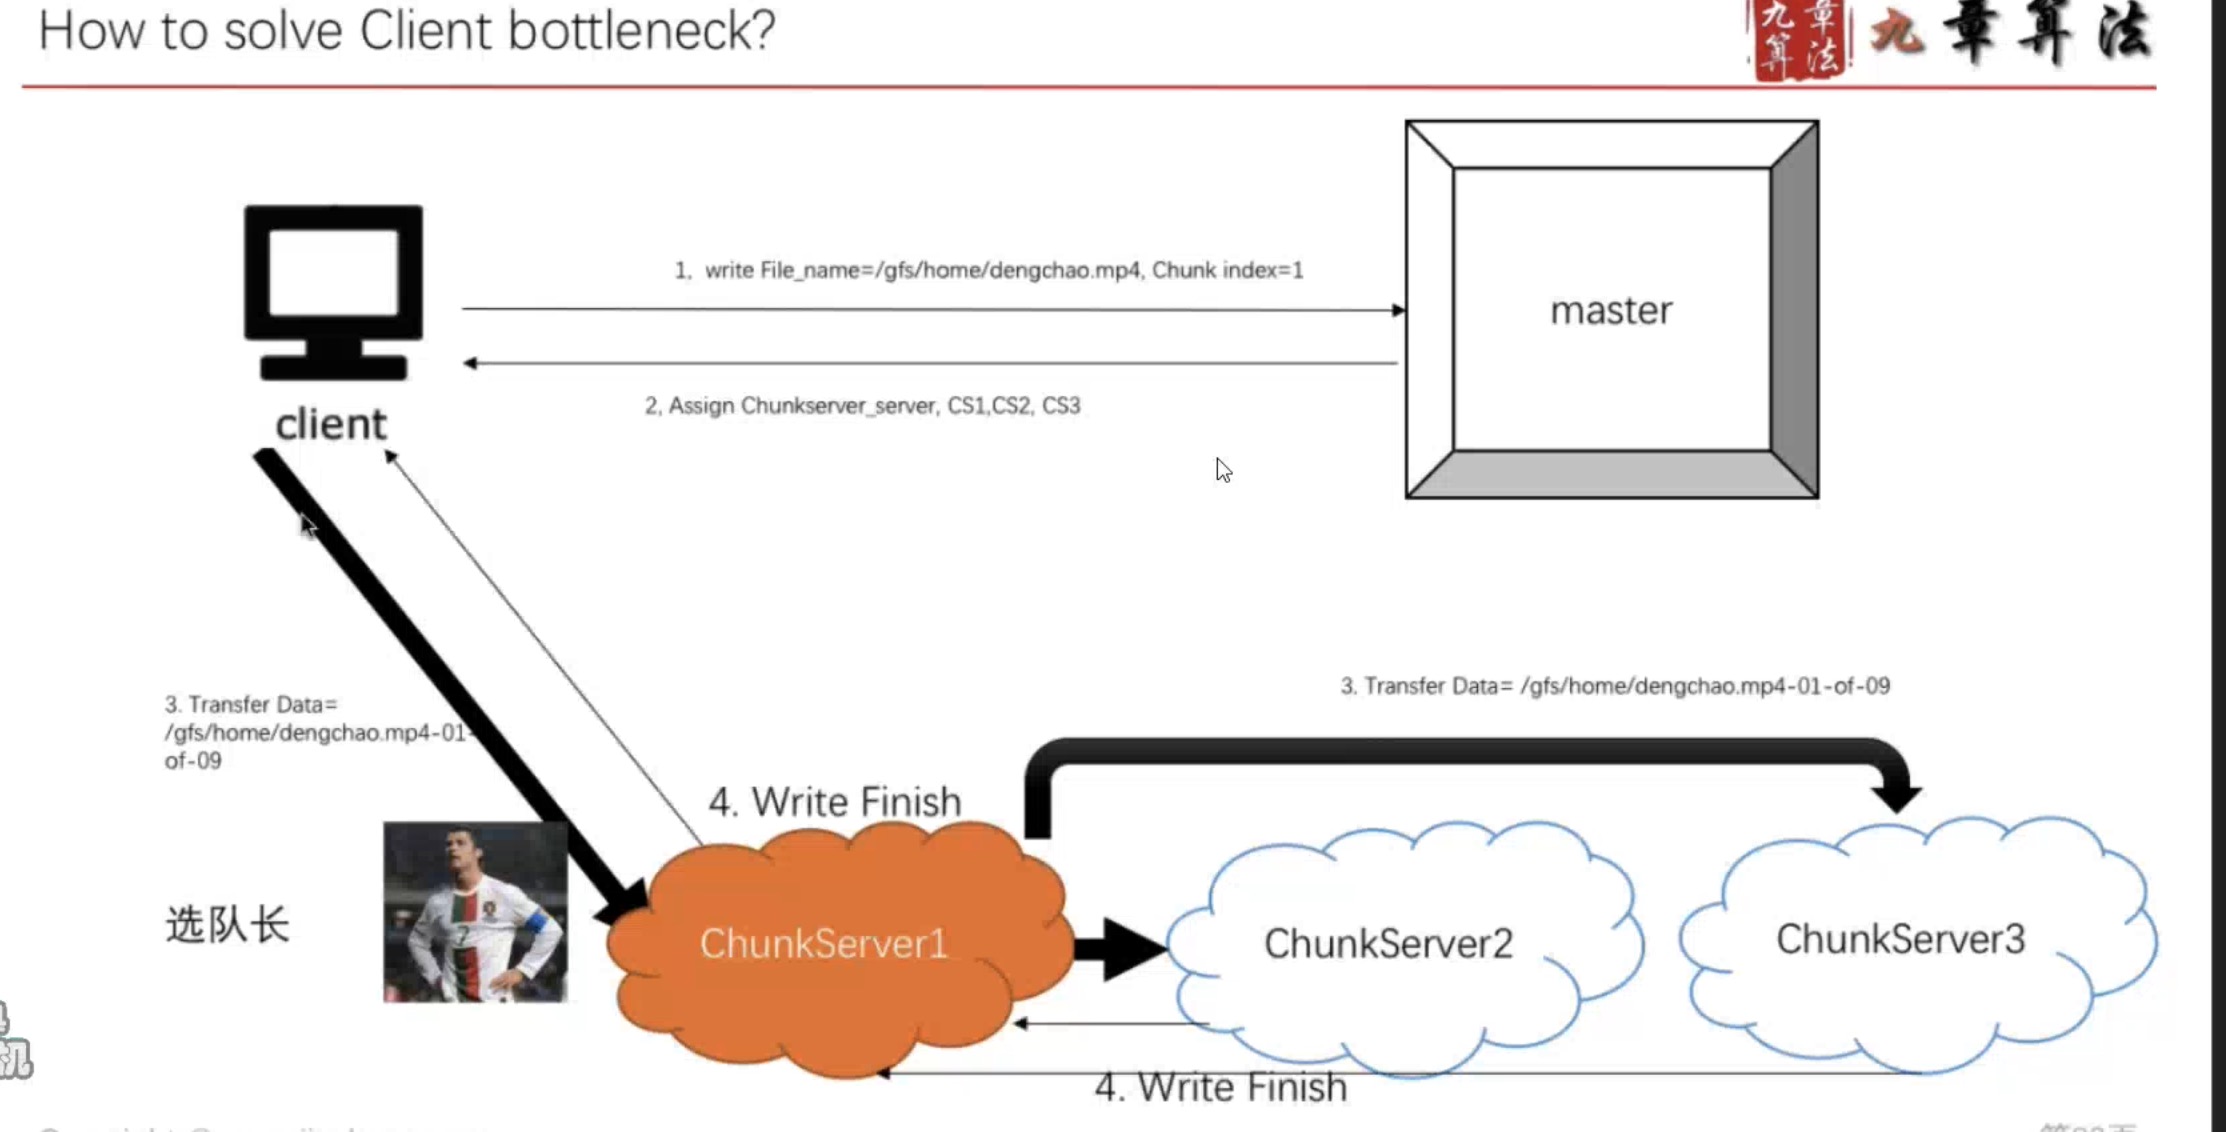 How to solve Client bottleneck?
九章算法
九章算法
1, write File_name=/gfs/home/dengchao.mp4, Chunk index=1
master
2, Assign Chunkserver_server, CS1,CS2, CS3
client
3. Transfer Data=
/gfs/home/dengchao.mp4-01-
of-09
3. Transfer Data= /gfs/home/dengchao.mp4-01-of-09
4. Write Finish
选队长
7
ChunkServer1
ChunkServer2
ChunkServer3
4. Write Finish
机